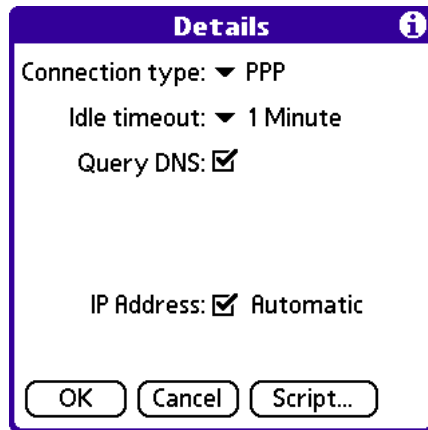 Details
Connection type: PPP
Idle timeout: 1 Minute
Query DNS:
IP Address: Automatic
OK Cancel Script...